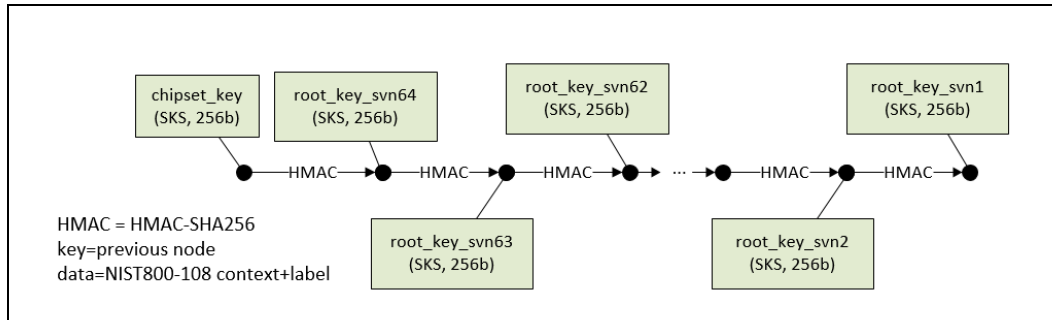 chipset_key
(SKS, 256b)
root_key_svn64
(SKS, 256b)
root_key_svn62
(SKS, 256b)
root_key_svn1
(SKS, 256b)
HMAC
HMAC
HMAC
...
HMAC
HMAC
root_key_svn63
(SKS, 256b)
root_key_svn2
(SKS, 256b)
HMAC = HMAC-SHA256
key=previous node
data=NIST800-108 context+label